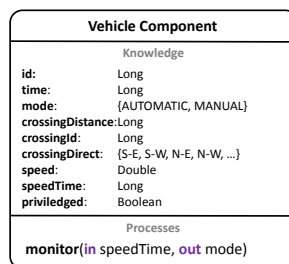 Vehicle Component
Knowledge
id: Long
time: Long
mode: {AUTOMATIC, MANUAL}
crossingDistance:Long
crossingId: Long
crossingDirect: {S-E, S-W, N-E, N-W, ...}
speed: Double
speedTime: Long
priviledged: Boolean
Processes
monitor(in speedTime, out mode)